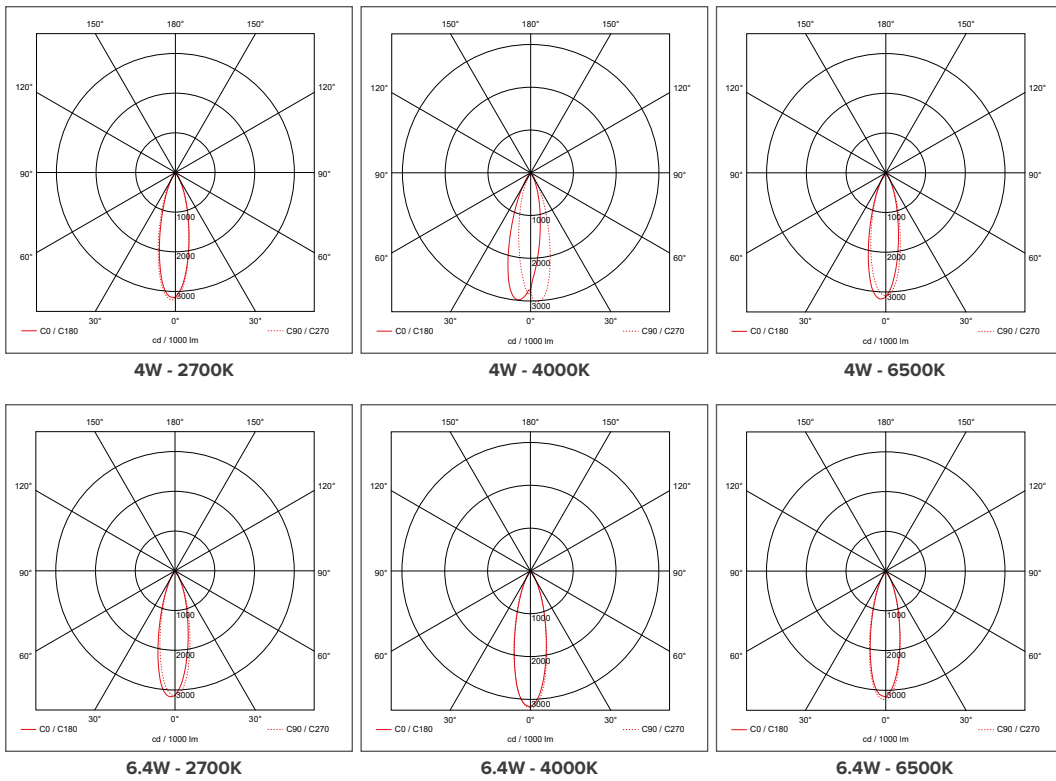 150° 180° 150°
120° 120°
90° 90°
60° 60°
1000
2000
3000
30° 0° 30°
C0 / C180 C90 / C270
cd / 1000 lm
4W - 2700K
150° 180° 150°
120° 120°
90° 90°
60° 60°
1000
2000
3000
30° 0° 30°
C0 / C180 C90 / C270
cd / 1000 lm
4W - 4000K
150° 180° 150°
120° 120°
90° 90°
60° 60°
1000
2000
3000
30° 0° 30°
C0 / C180 C90 / C270
cd / 1000 lm
4W - 6500K
150° 180° 150°
120° 120°
90° 90°
60° 60°
1000
2000
3000
30° 0° 30°
C0 / C180 C90 / C270
cd / 1000 lm
6.4W - 2700K
150° 180° 150°
120° 120°
90° 90°
60° 60°
1000
2000
3000
30° 0° 30°
C0 / C180 C90 / C270
cd / 1000 lm
6.4W - 4000K
150° 180° 150°
120° 120°
90° 90°
60° 60°
1000
2000
3000
30° 0° 30°
C0 / C180 C90 / C270
cd / 1000 lm
6.4W - 6500K